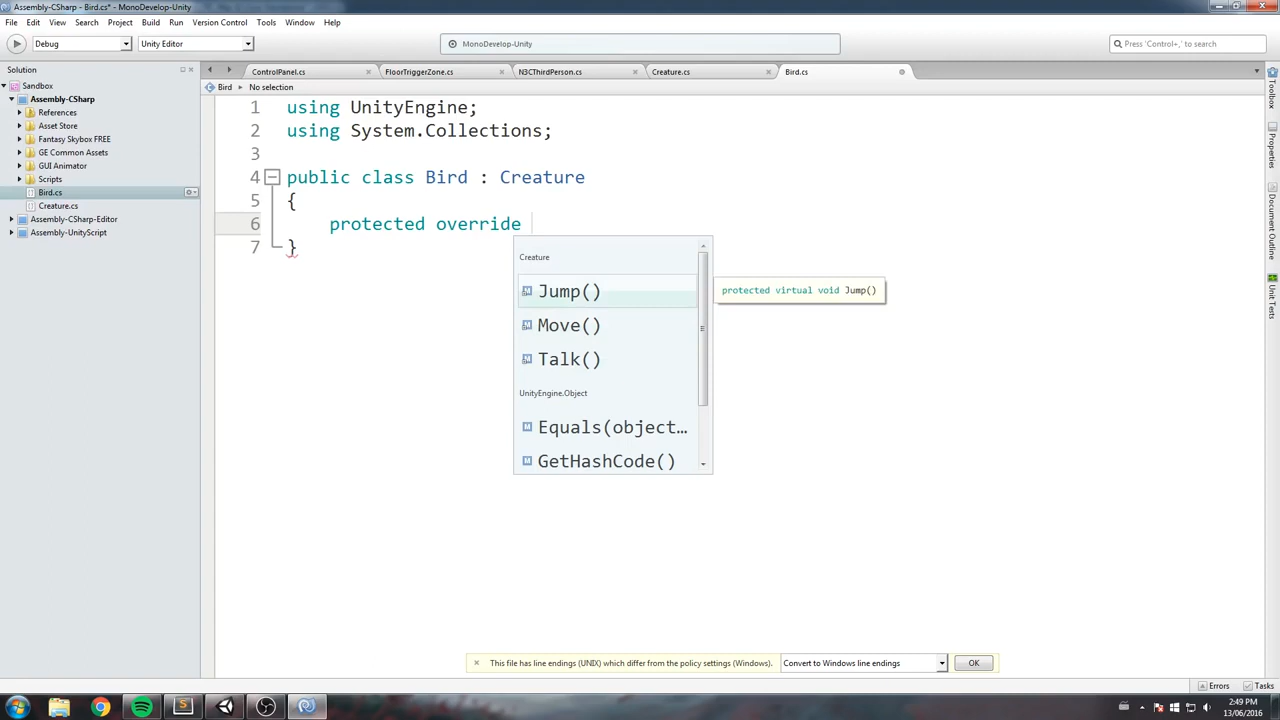 Assembly-CSharp - Bird.cs* - MonoDevelop-Unity
File Edit View Search Project Build Run Version Control Tools Window Help
Debug Unity Editor MonoDevelop-Unity Press 'Control+,' to search
Solution
ControlPanel.cs FloorTriggerZone.cs N3CThirdPerson.cs Creature.cs Bird.cs
Sandbox
Assembly-CSharp
References
Asset Store
Fantasy Skybox FREE
GE Common Assets
GUI Animator
Scripts
Bird.cs
Creature.cs
Assembly-CSharp-Editor
Assembly-UnityScript
Bird No selection
1 using UnityEngine;
2 using System.Collections;
3
4 public class Bird : Creature
5 {
6 protected override
7 }
Creature
Jump()
Move()
Talk()
UnityEngine.Object
Equals(object...
GetHashCode()
protected virtual void Jump()
Toolbox
Properties
Document Outline
Unit Tests
This file has line endings (UNIX) which differ from the policy settings (Windows). Convert to Windows line endings OK
Errors Tasks
2:49 PM
13/06/2016